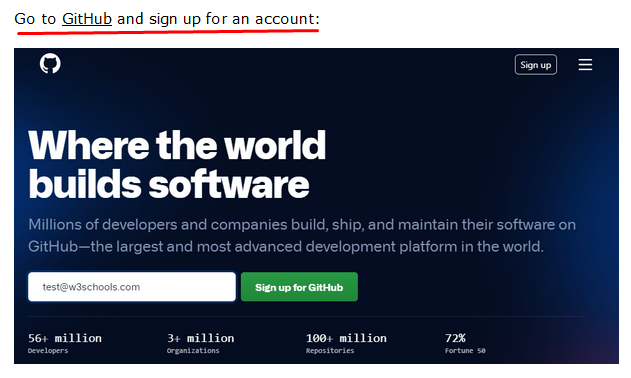 Go to GitHub and sign up for an account:
Sign up
Where the world
builds software
Millions of developers and companies build, ship, and maintain their software on
GitHub—the largest and most advanced development platform in the world.
test@w3schools.com
Sign up for GitHub
56+ million
3+ million
100+ million
72%
Developers
Organizations
Repositories
Fortune 50